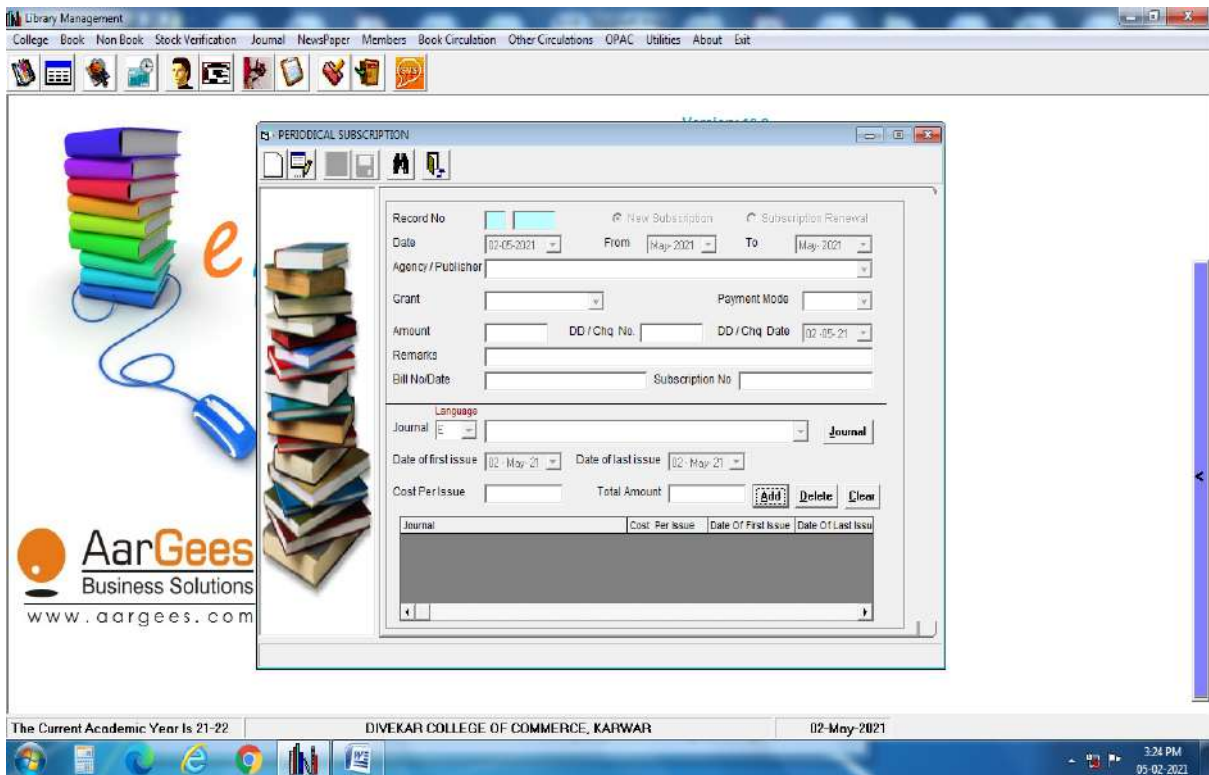 Library Management
College Book Non Book Stock Verification Journal NewsPaper Members Book Circulation Other Circulations OPAC Utilities About Exit
PERIODICAL SUBSCRIPTION
Record No New Subscription Subscription Renewal
Date 02-05-2021 From May- 2021 To May- 2021
Agency / Publisher
Grant Payment Mode
Amount DD / Chq No. DD / Chq Date 02-05-21
Remarks
Bill No/Date Subscription No
Language
Journal E Journal
Date of first issue 02-May-21 Date of last issue 02-May-21
Cost Per Issue Total Amount Add Delete Clear
Journal Cost Per Issue Date Of First Issue Date Of Last Issu
e
AarGees
Business Solutions
www.aargees.com
<
The Current Academic Year Is 21-22 DIVEKAR COLLEGE OF COMMERCE, KARWAR 02-May-2021
3:24 PM
05-02-2021